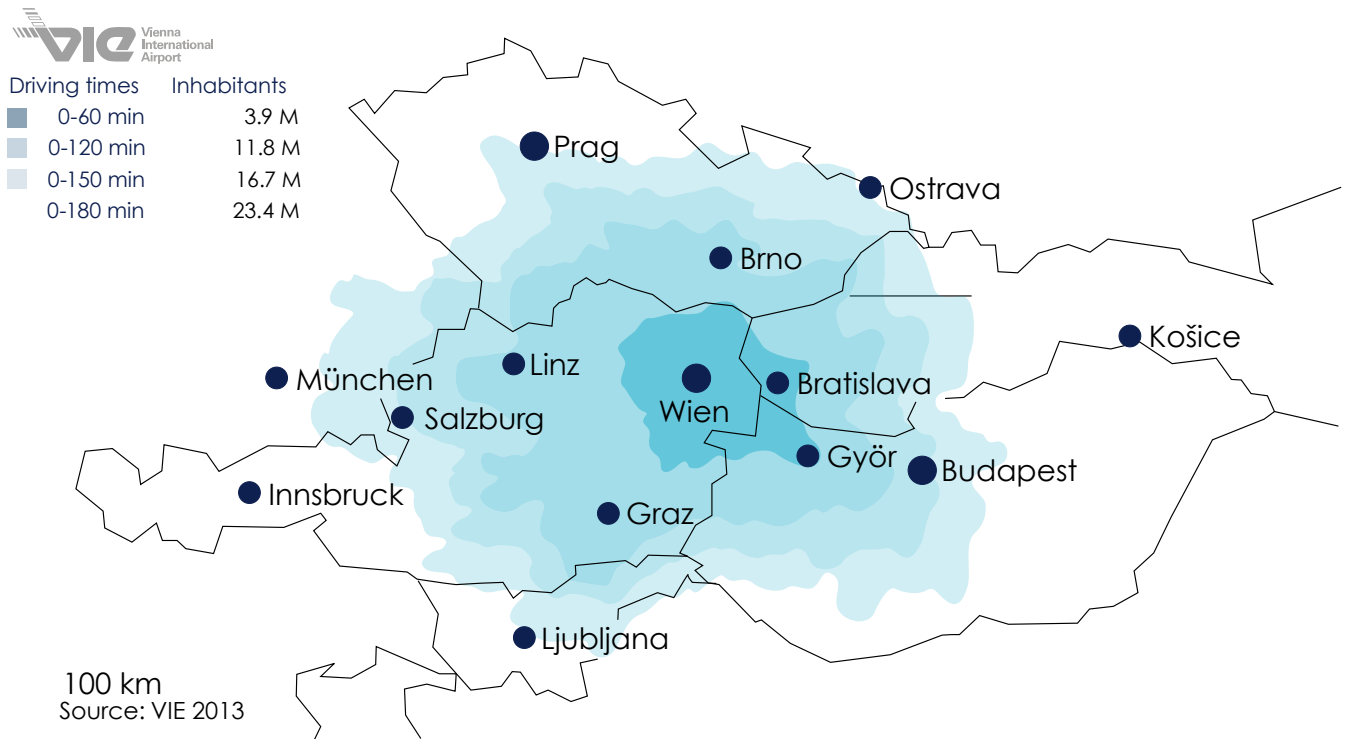 VIE
Vienna
International
Airport
Driving times Inhabitants
0-60 min 3.9 M
0-120 min 11.8 M
0-150 min 16.7 M
0-180 min 23.4 M
Prag
Ostrava
Brno
Košice
Linz
München
Bratislava
Wien
Salzburg
Györ
Budapest
Innsbruck
Graz
Ljubljana
100 km
Source: VIE 2013